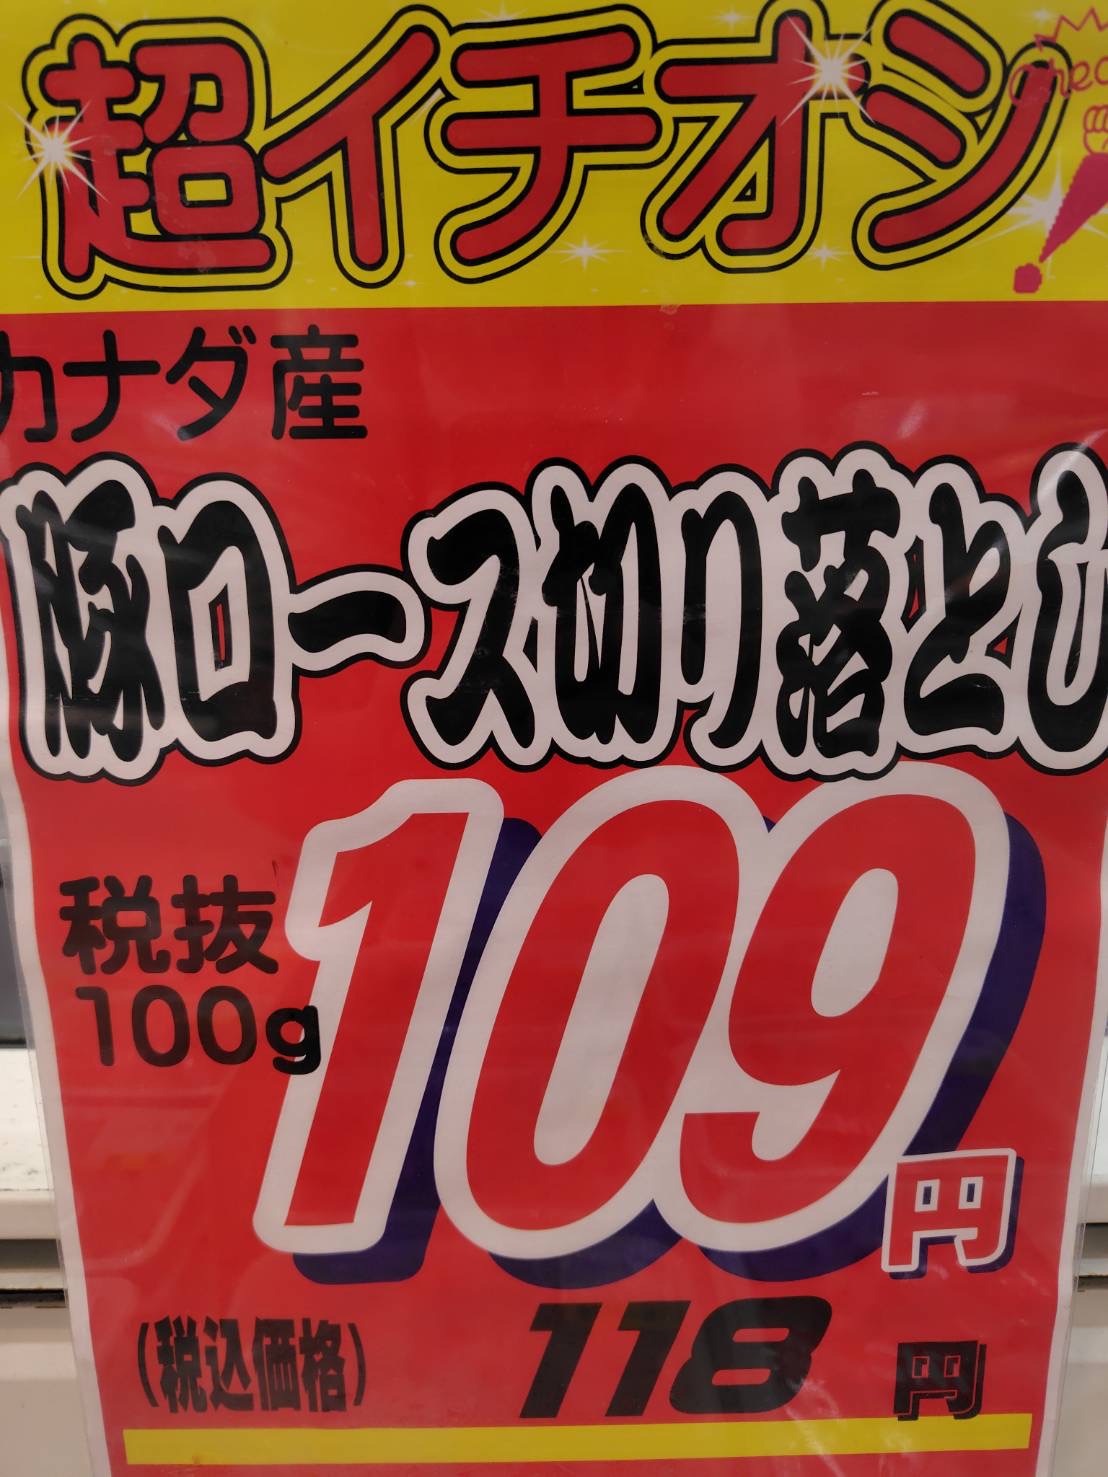 超イチオシ
カナダ産
豚ロース切り落とし
税抜
100g
109円
(税込価格) 118円